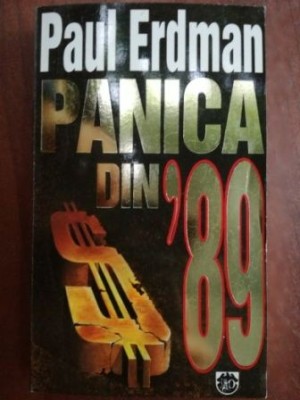 Paul Erdman
PANICA
DIN '89